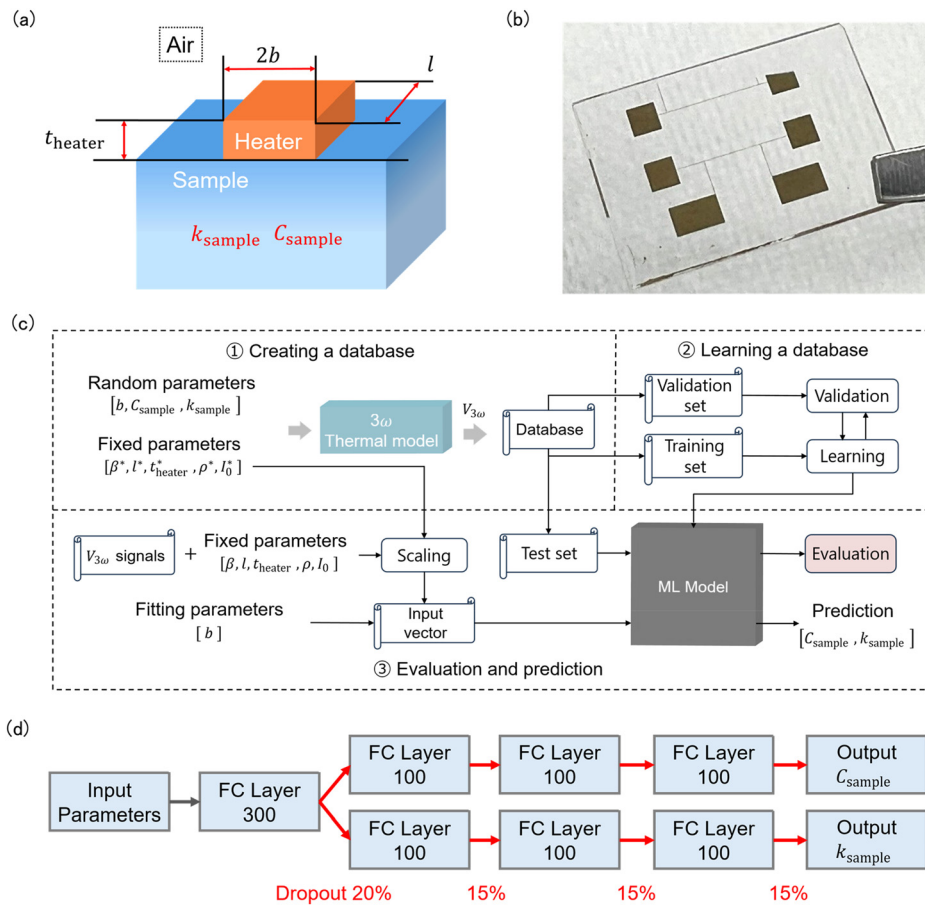 (a)
Air
2b
l
t_heater
Heater
Sample
k_sample C_sample
(b)
(c)
① Creating a database
② Learning a database
Random parameters
[b, C_sample , k_sample ]
Fixed parameters
[β*, l*, t*_heater , ρ*, I₀*]
3ω
Thermal model
V_3ω
Database
Validation
set
Training
set
Validation
Learning
V_3ω signals
+
Fixed parameters
[β, l, t_heater , ρ, I₀ ]
Scaling
Test set
ML Model
Evaluation
Fitting parameters
[ b ]
Input
vector
Prediction
[C_sample , k_sample ]
③ Evaluation and prediction
(d)
Input
Parameters
FC Layer
300
FC Layer
100
FC Layer
100
FC Layer
100
Output
C_sample
FC Layer
100
FC Layer
100
FC Layer
100
Output
k_sample
Dropout 20% 15% 15% 15%